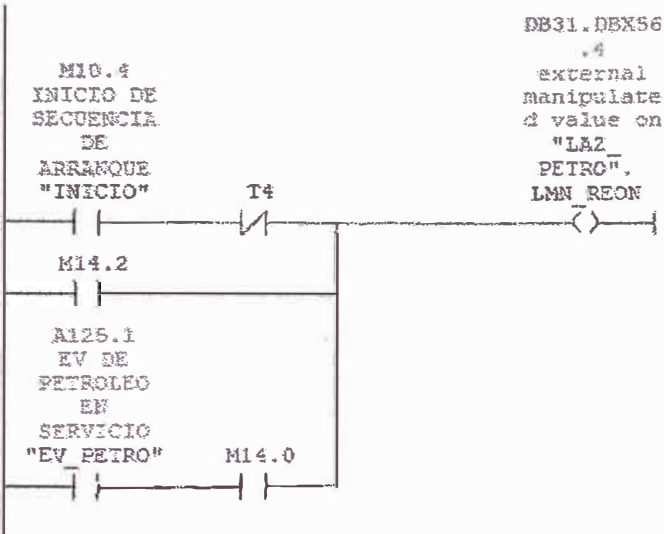 DB31.DBX56
.4
external
manipulate
d value on
"LAZ_
PETRO".
LMN_REON
M10.4
INICIO DE
SECUENCIA
DE
ARRANQUE
"INICIO"
T4
M14.2
A125.1
EV DE
PETROLEO
EN
SERVICIO
"EV_PETRO"
M14.0